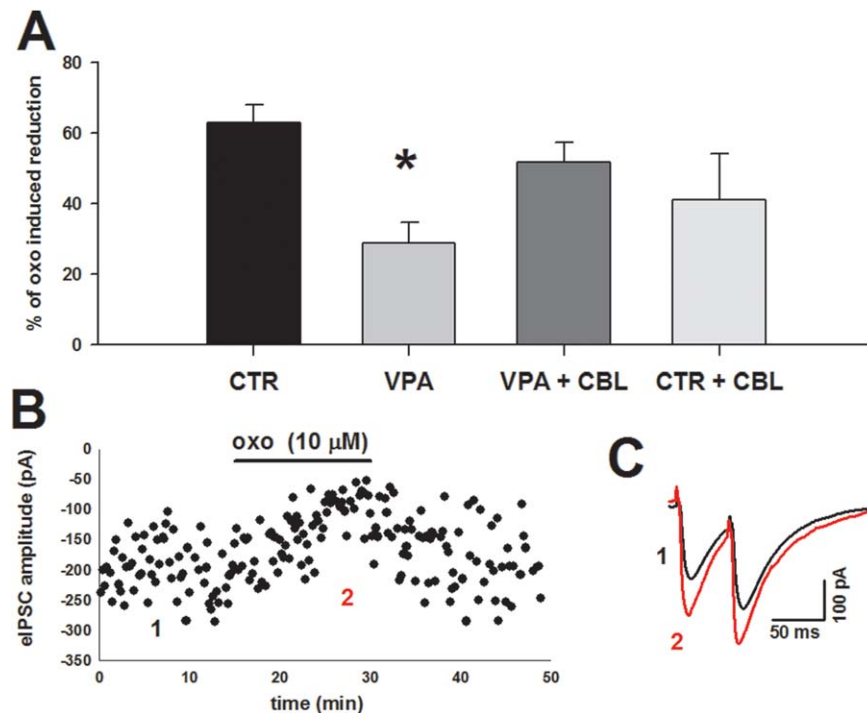 A
80
60
40
20
0
% of oxo induced reduction
*
CTR VPA VPA + CBL CTR + CBL
B
oxo (10 μM)
0
-50
-100
-150
-200
-250
-300
-350
eIPSC amplitude (pA)
1
2
0 10 20 30 40 50
time (min)
C
1
2
100 pA
50 ms